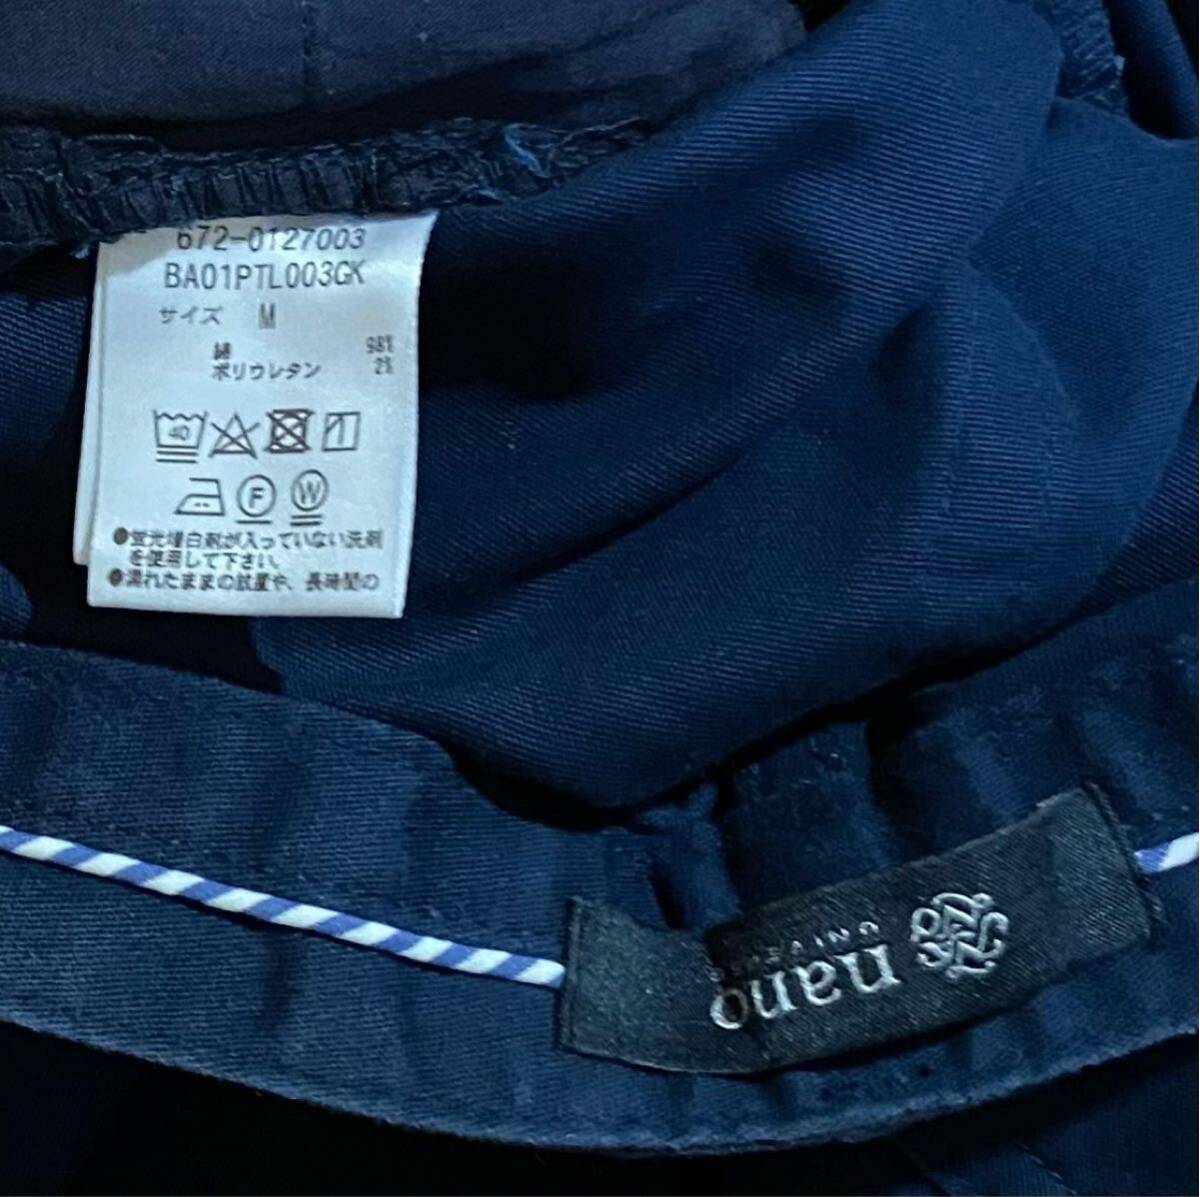 672-0127003
BA01PTL003GK
サイズ M
綿 98%
ポリウレタン 2%
40
F W
●蛍光増白剤が入っていない洗剤
を使用して下さい。
●濡れたままの放置や、長時間の
nano
UNIVERSE